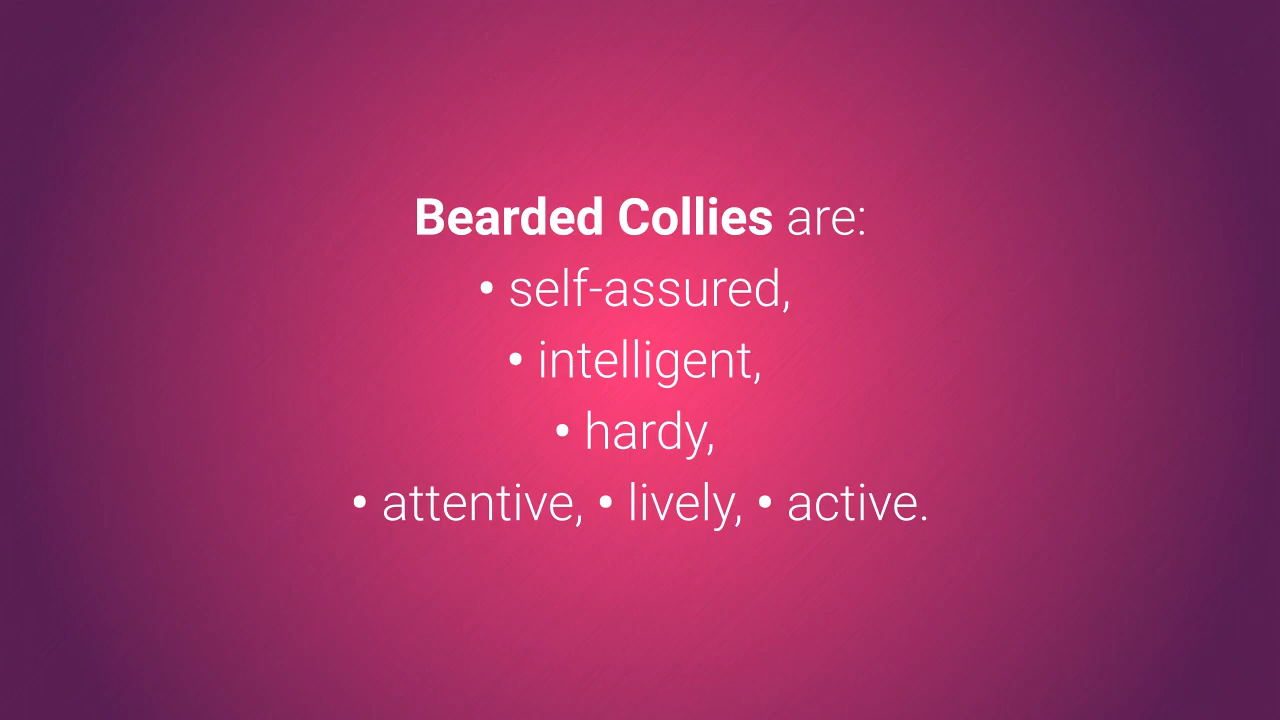 Bearded Collies are:
• self-assured,
• intelligent,
• hardy,
• attentive, • lively, • active.